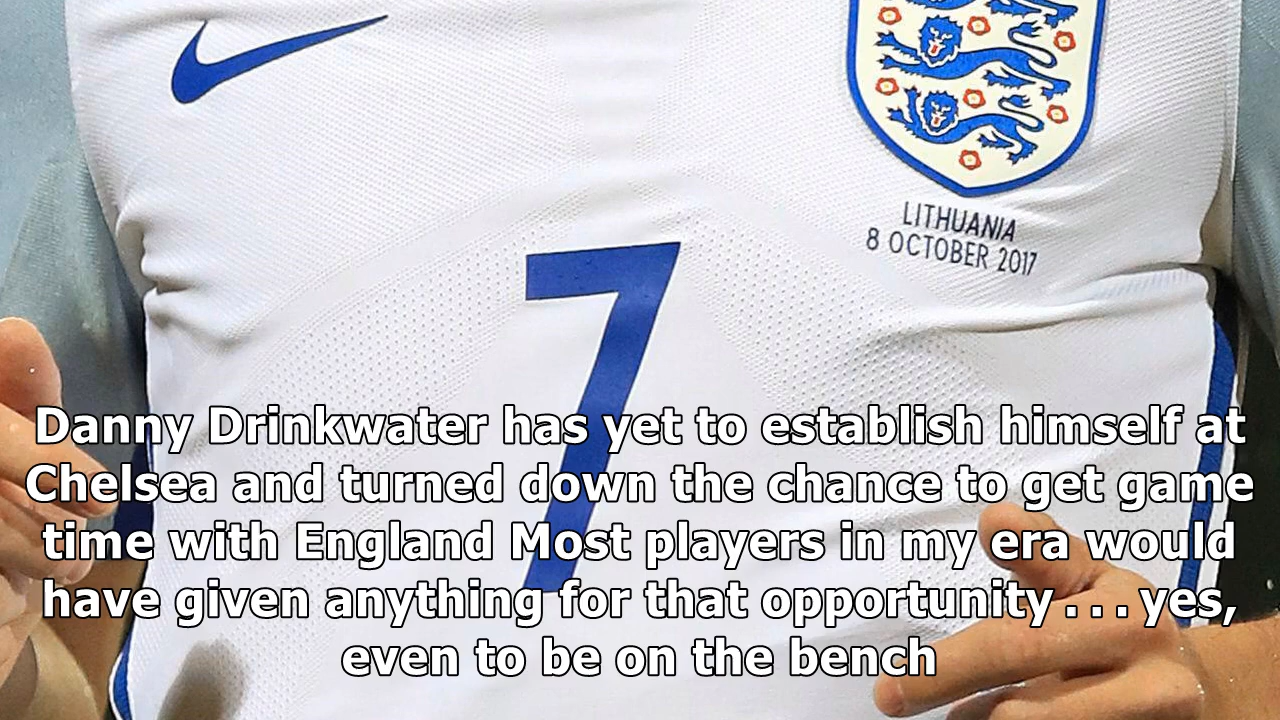 LITHUANIA
8 OCTOBER 2017
7
Danny Drinkwater has yet to establish himself at
Chelsea and turned down the chance to get game
time with England Most players in my era would
have given anything for that opportunity . . . yes,
even to be on the bench